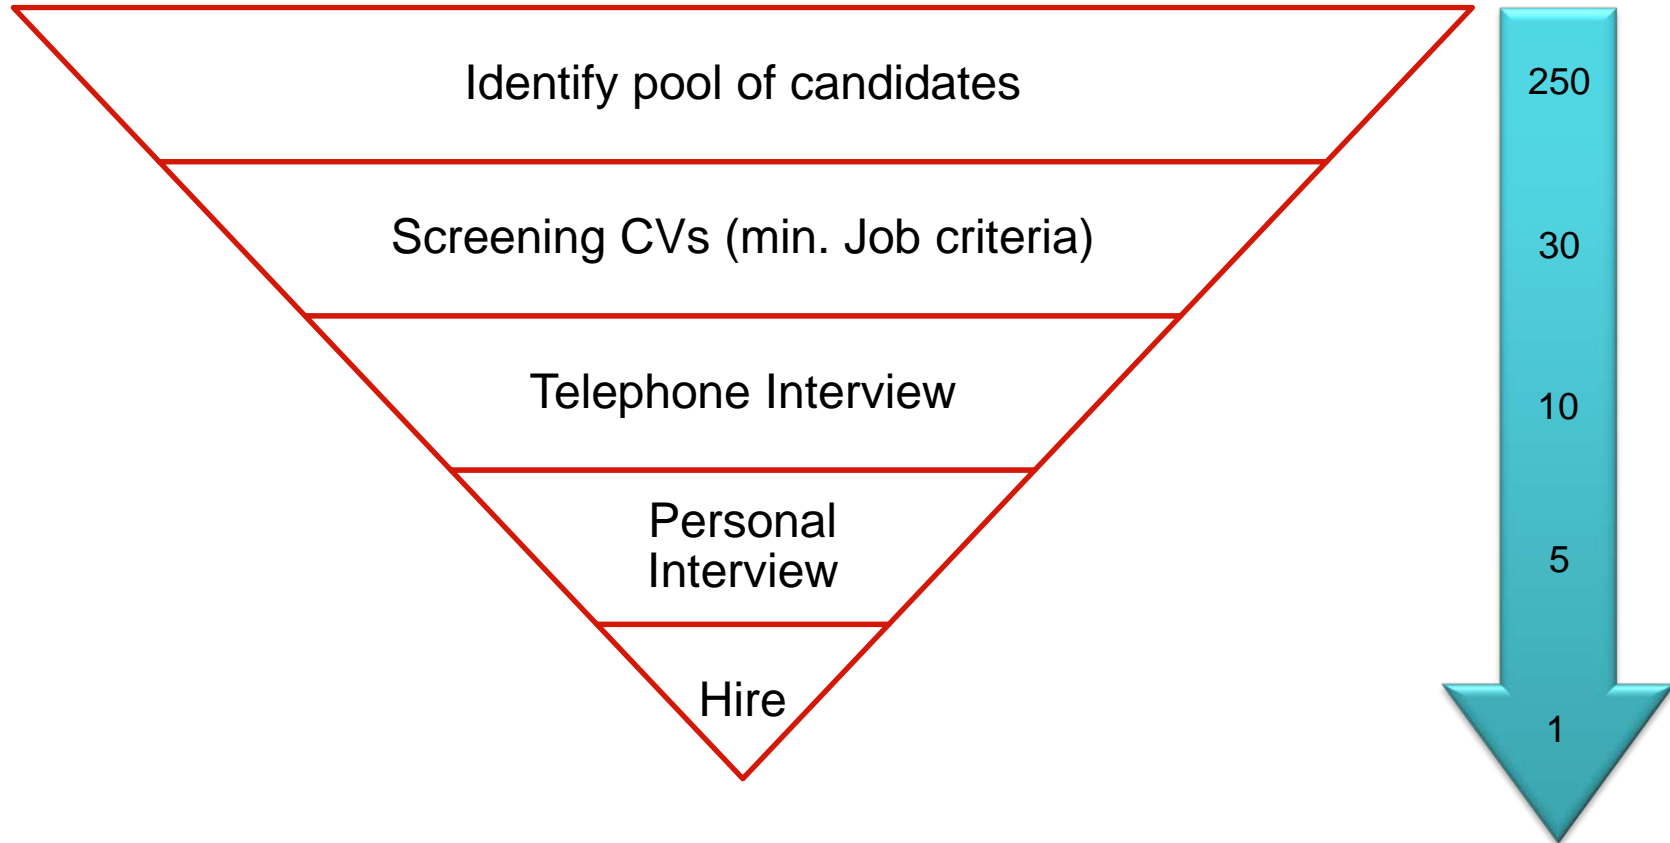 Identify pool of candidates
250
Screening CVs (min. Job criteria)
30
Telephone Interview
10
Personal
Interview
5
Hire
1